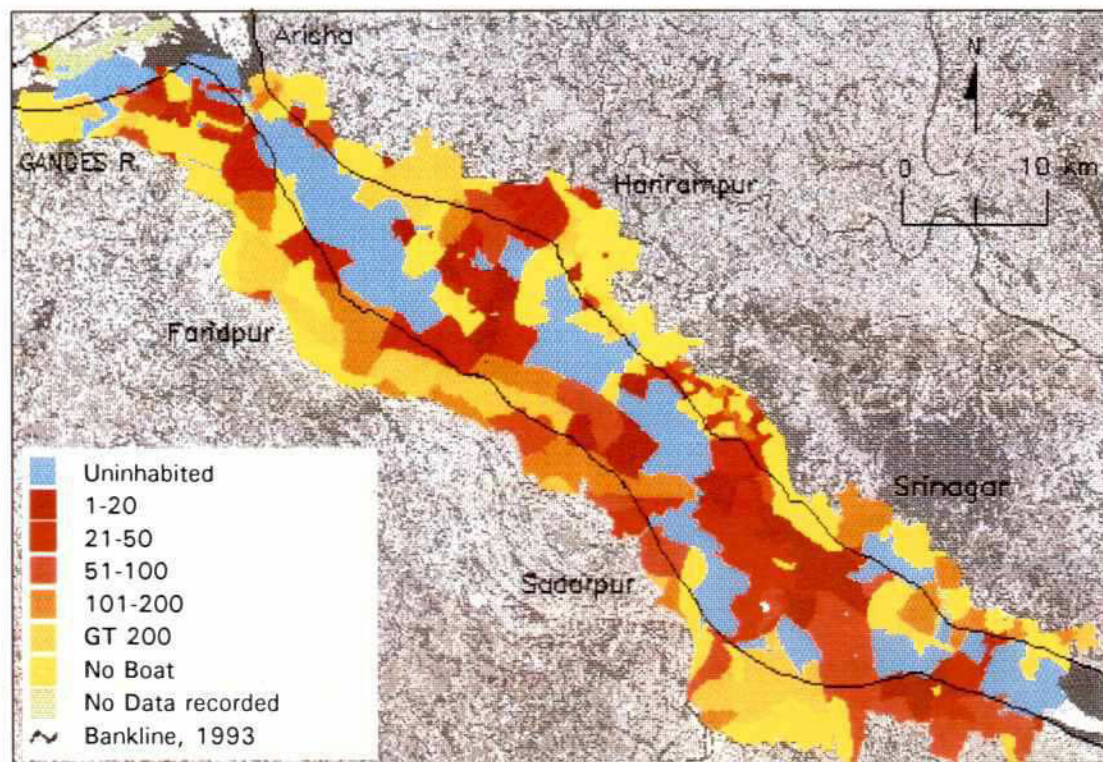 Aricha
N
GANGES R.
0 10 km
Harirampur
Faridpur
Srinagar
Sadarpur
Uninhabited
1-20
21-50
51-100
101-200
GT 200
No Boat
No Data recorded
Bankline, 1993